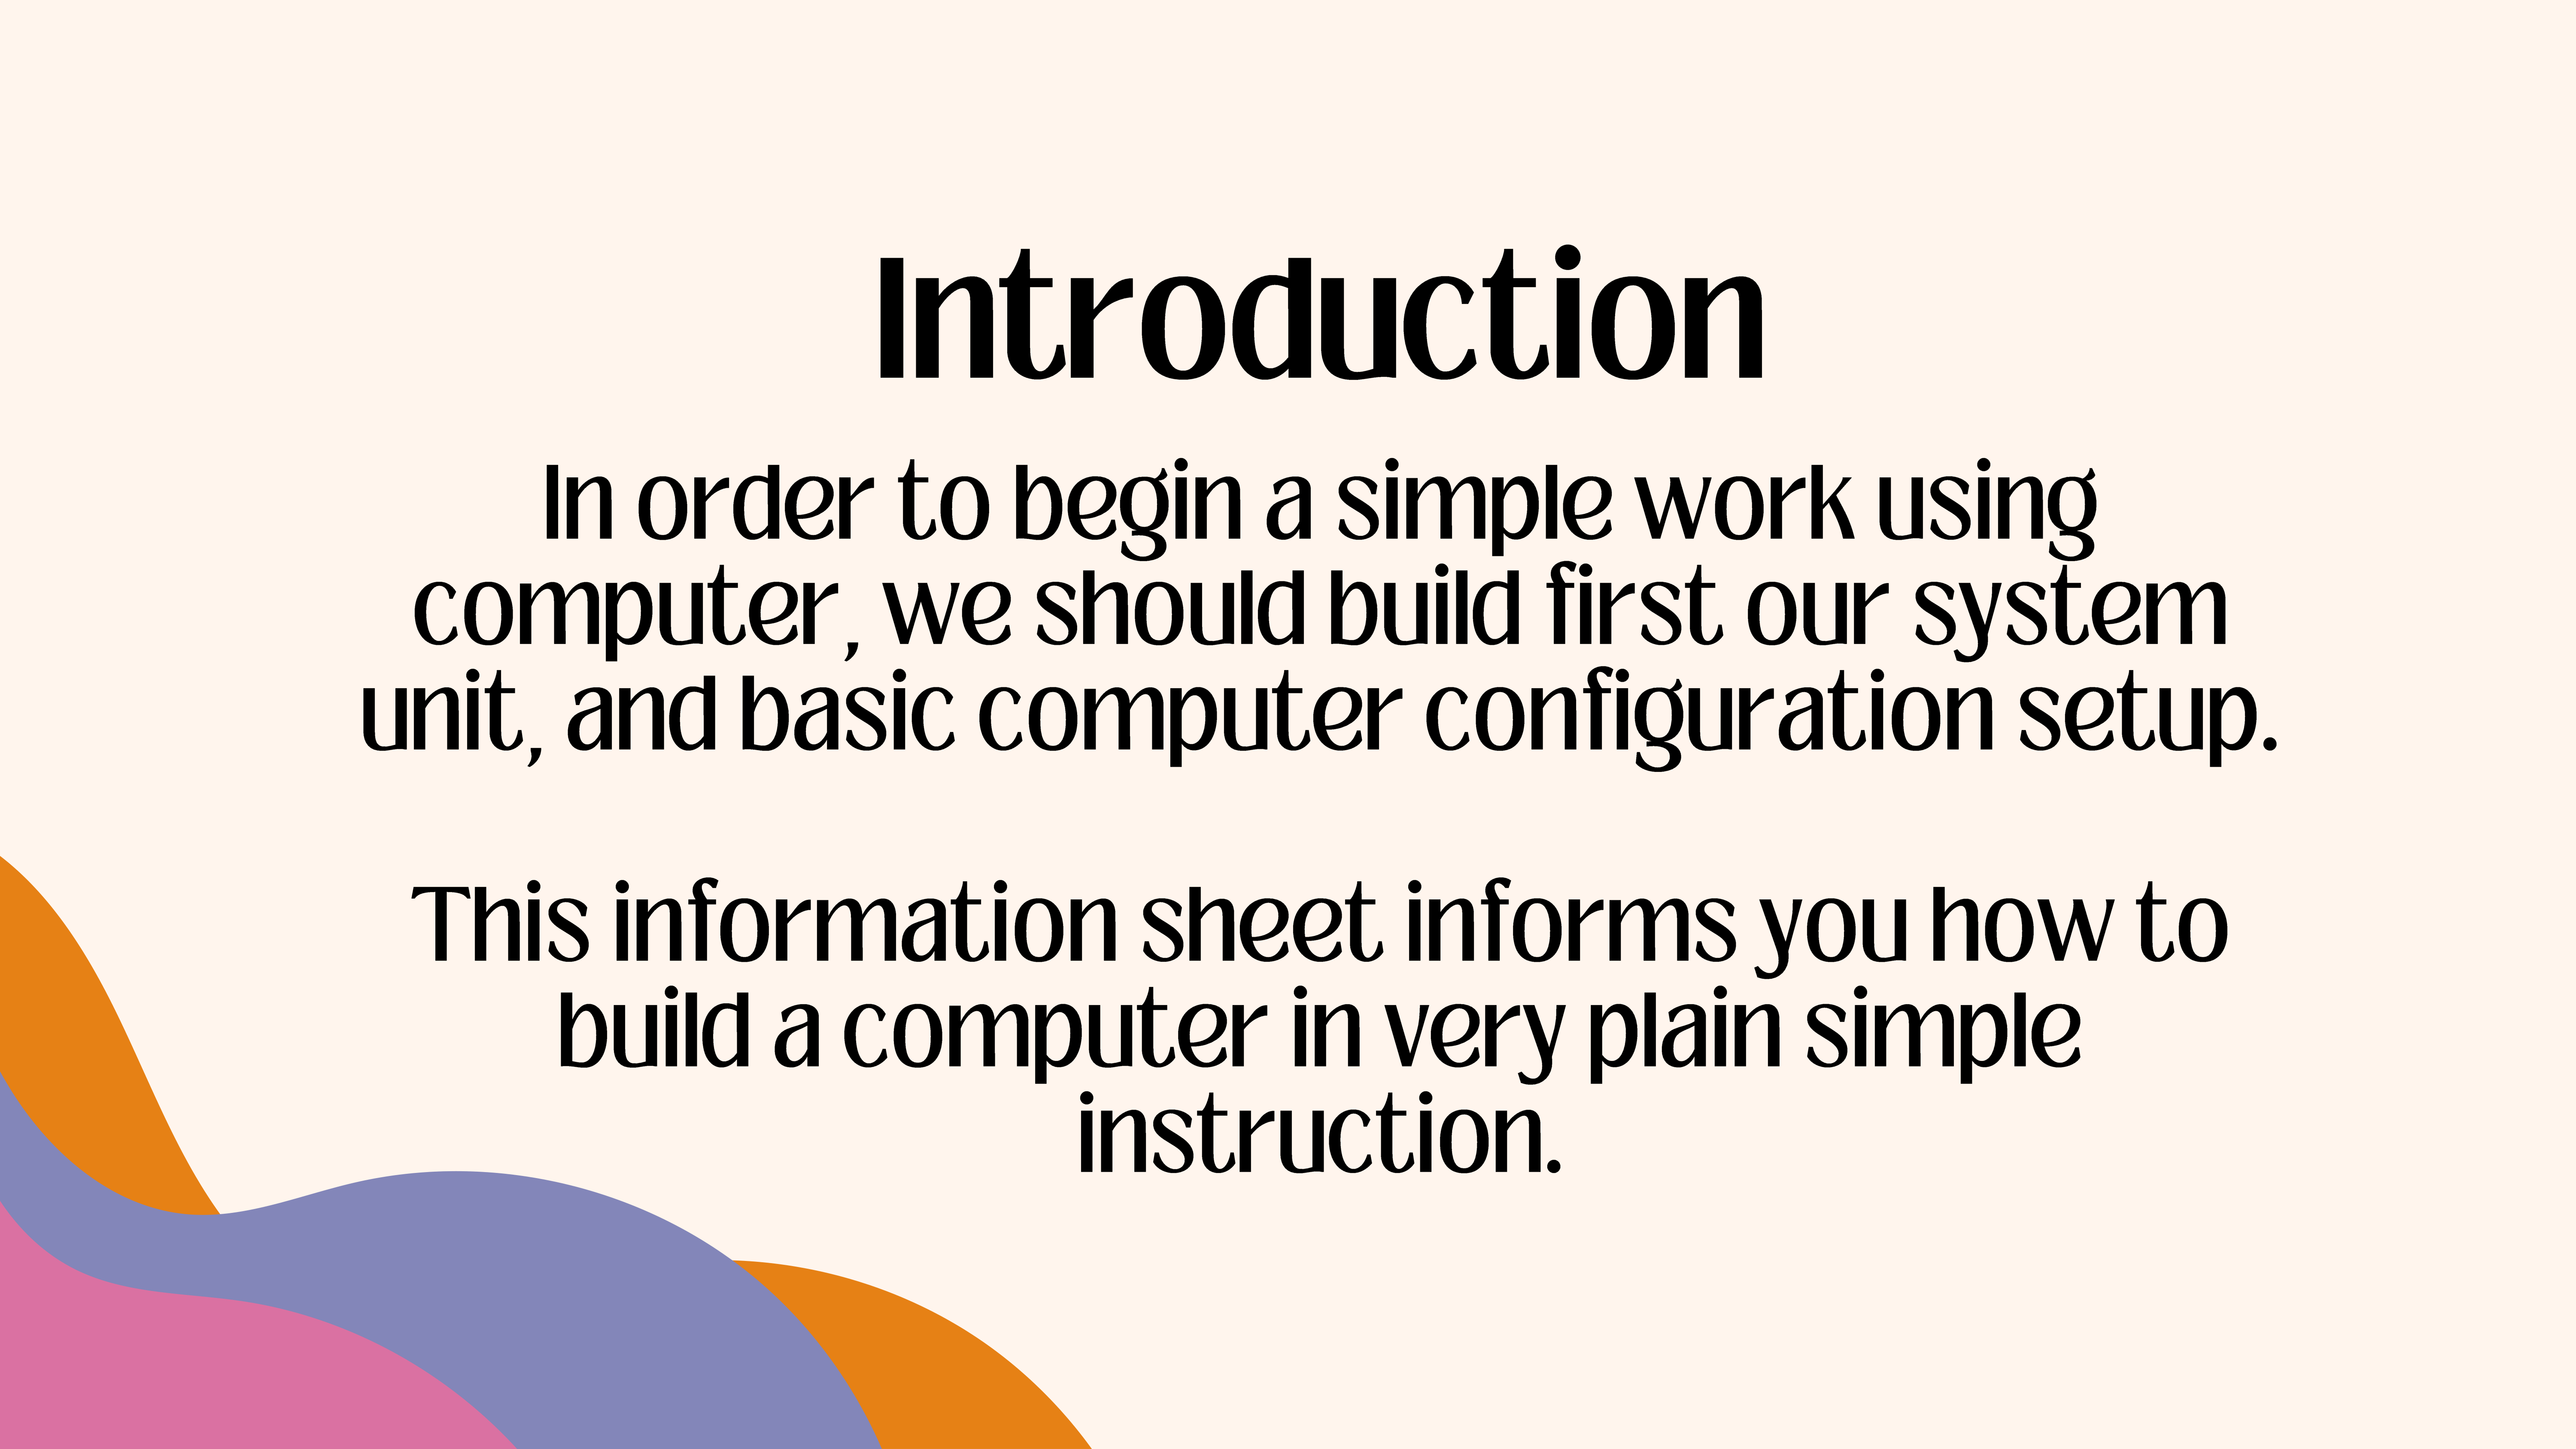 Introduction
In order to begin a simple work using
computer, we should build first our system
unit, and basic computer configuration setup.
This information sheet informs you how to
build a computer in very plain simple
instruction.